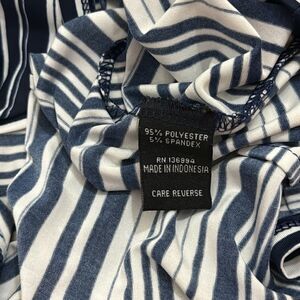 95% POLYESTER
5% SPANDEX
RN 136994
MADE IN INDONESIA
CARE REVERSE